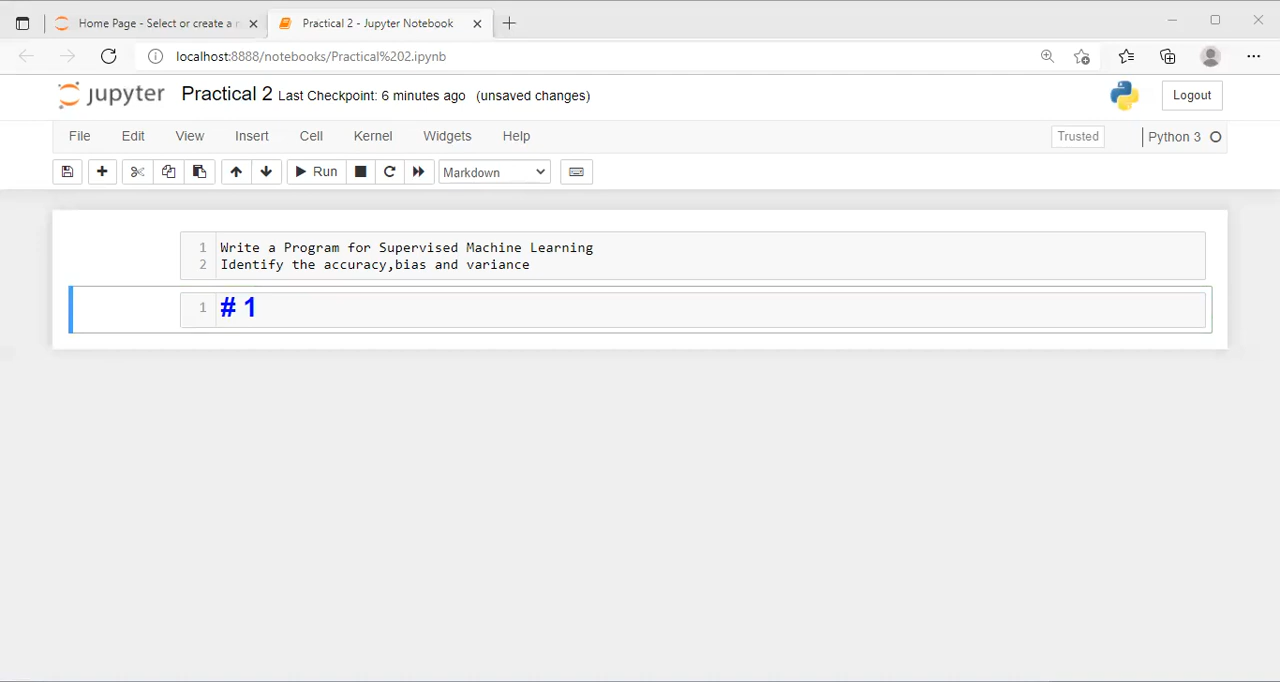 Home Page - Select or create a n
Practical 2 - Jupyter Notebook
localhost:8888/notebooks/Practical%202.ipynb
jupyter Practical 2 Last Checkpoint: 6 minutes ago (unsaved changes)
Logout
File Edit View Insert Cell Kernel Widgets Help
Trusted
Python 3
Run
Markdown
1 Write a Program for Supervised Machine Learning
2 Identify the accuracy,bias and variance
1 # 1